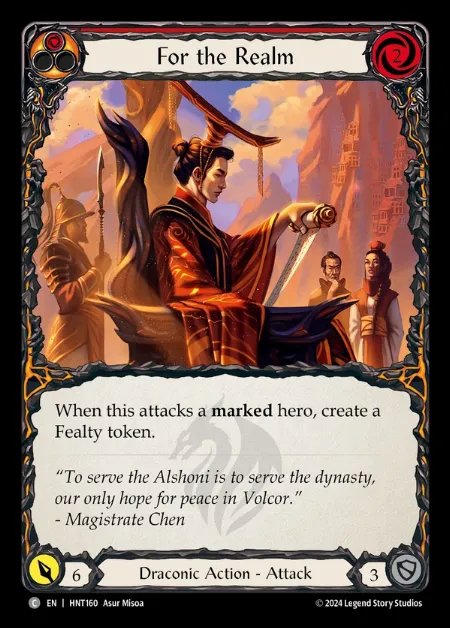 For the Realm
2
When this attacks a marked hero, create a
Fealty token.
“To serve the Alshoni is to serve the dynasty,
our only hope for peace in Volcor.”
- Magistrate Chen
6
Draconic Action - Attack
3
C EN | HNT160 Asur Misoa
© 2024 Legend Story Studios